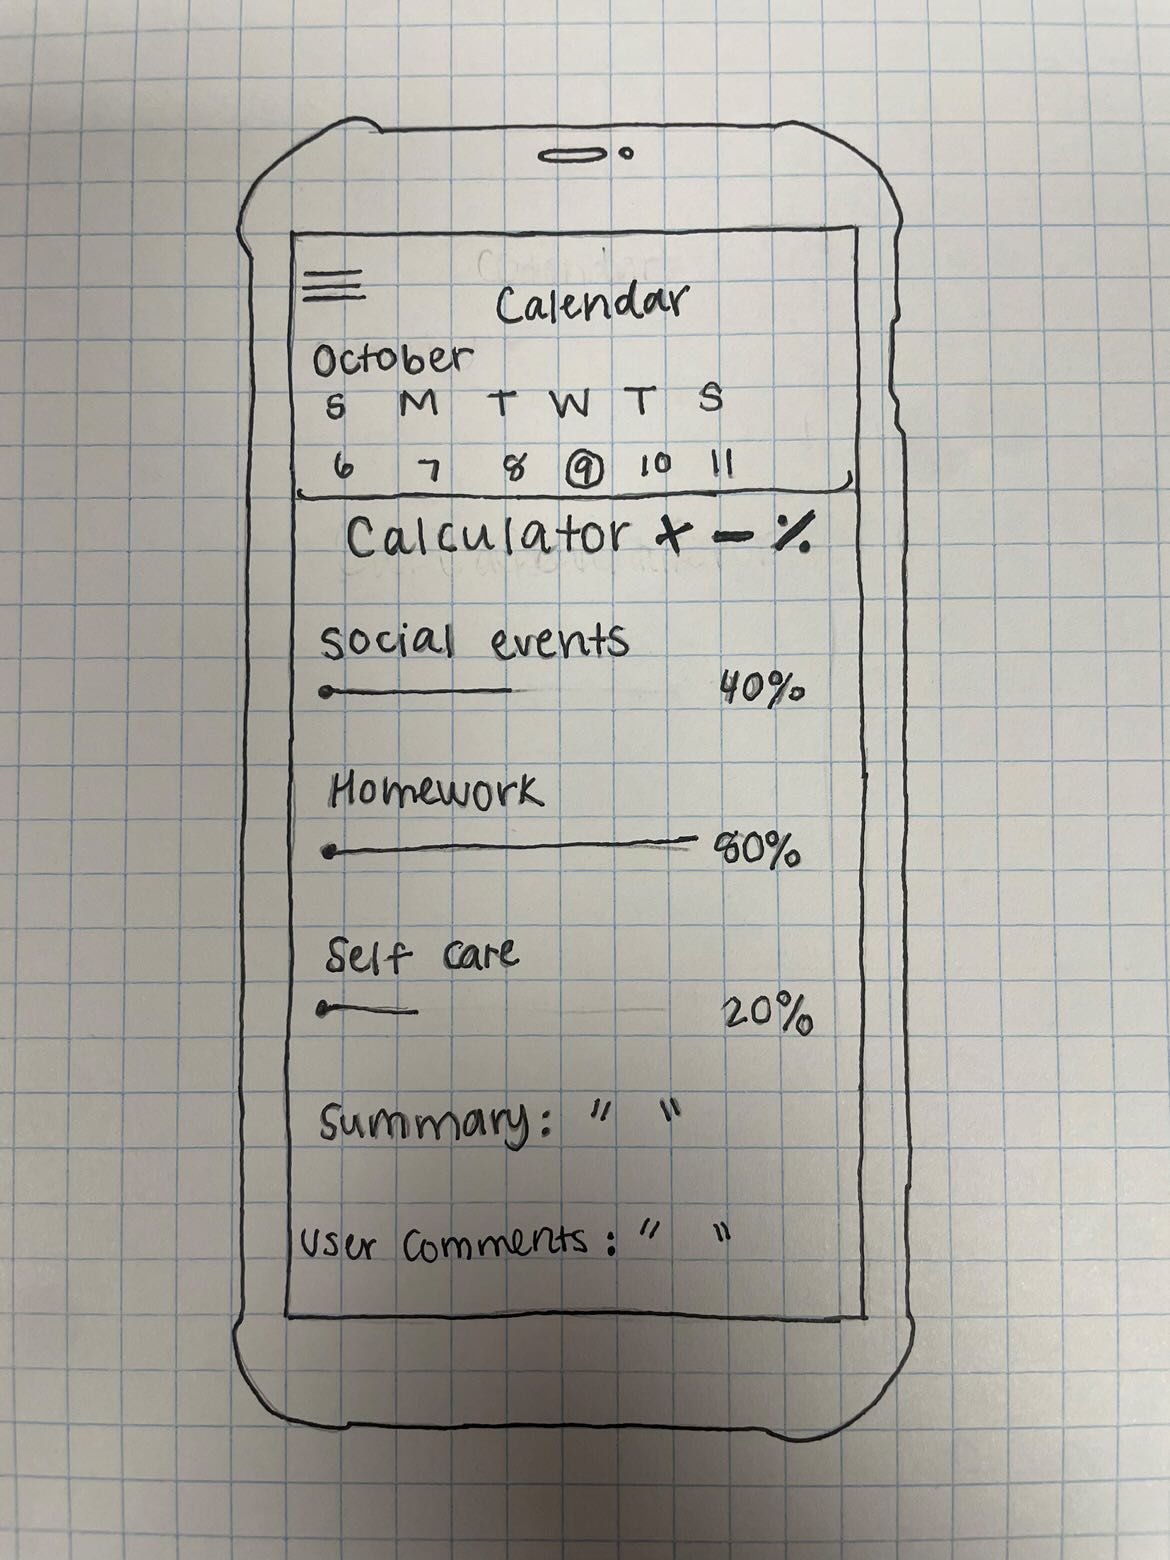 Calendar
October
S M T W T S
6 7 8 9 10 11
Calculator + - %
social events
40%
Homework
80%
Self care
20%
Summary: " "
User comments: " "